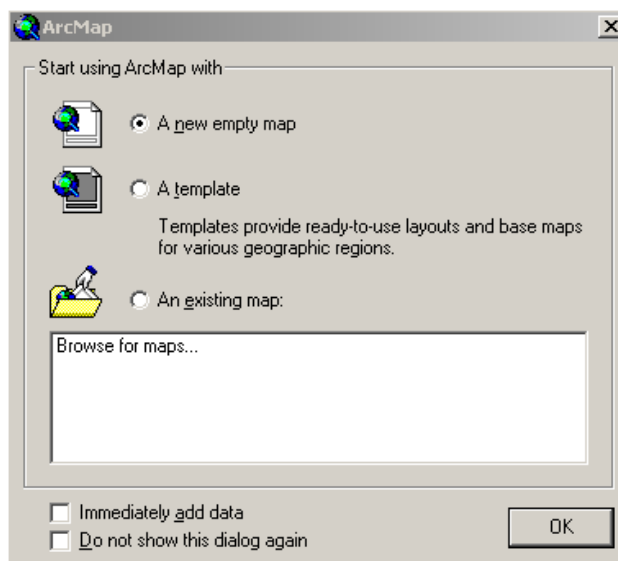 ArcMap
Start using ArcMap with
A new empty map
A template
Templates provide ready-to-use layouts and base maps
for various geographic regions.
An existing map:
Browse for maps...
Immediately add data
Do not show this dialog again
OK